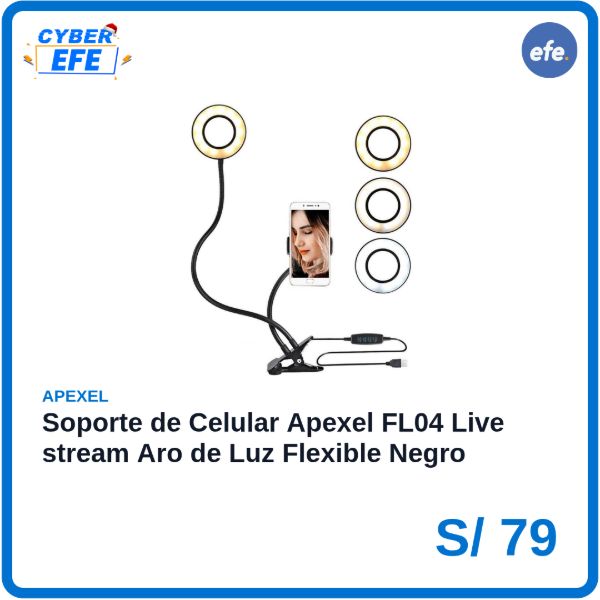 CYBER
EFE
efe.
APEXEL
Soporte de Celular Apexel FL04 Live
stream Aro de Luz Flexible Negro
S/ 79